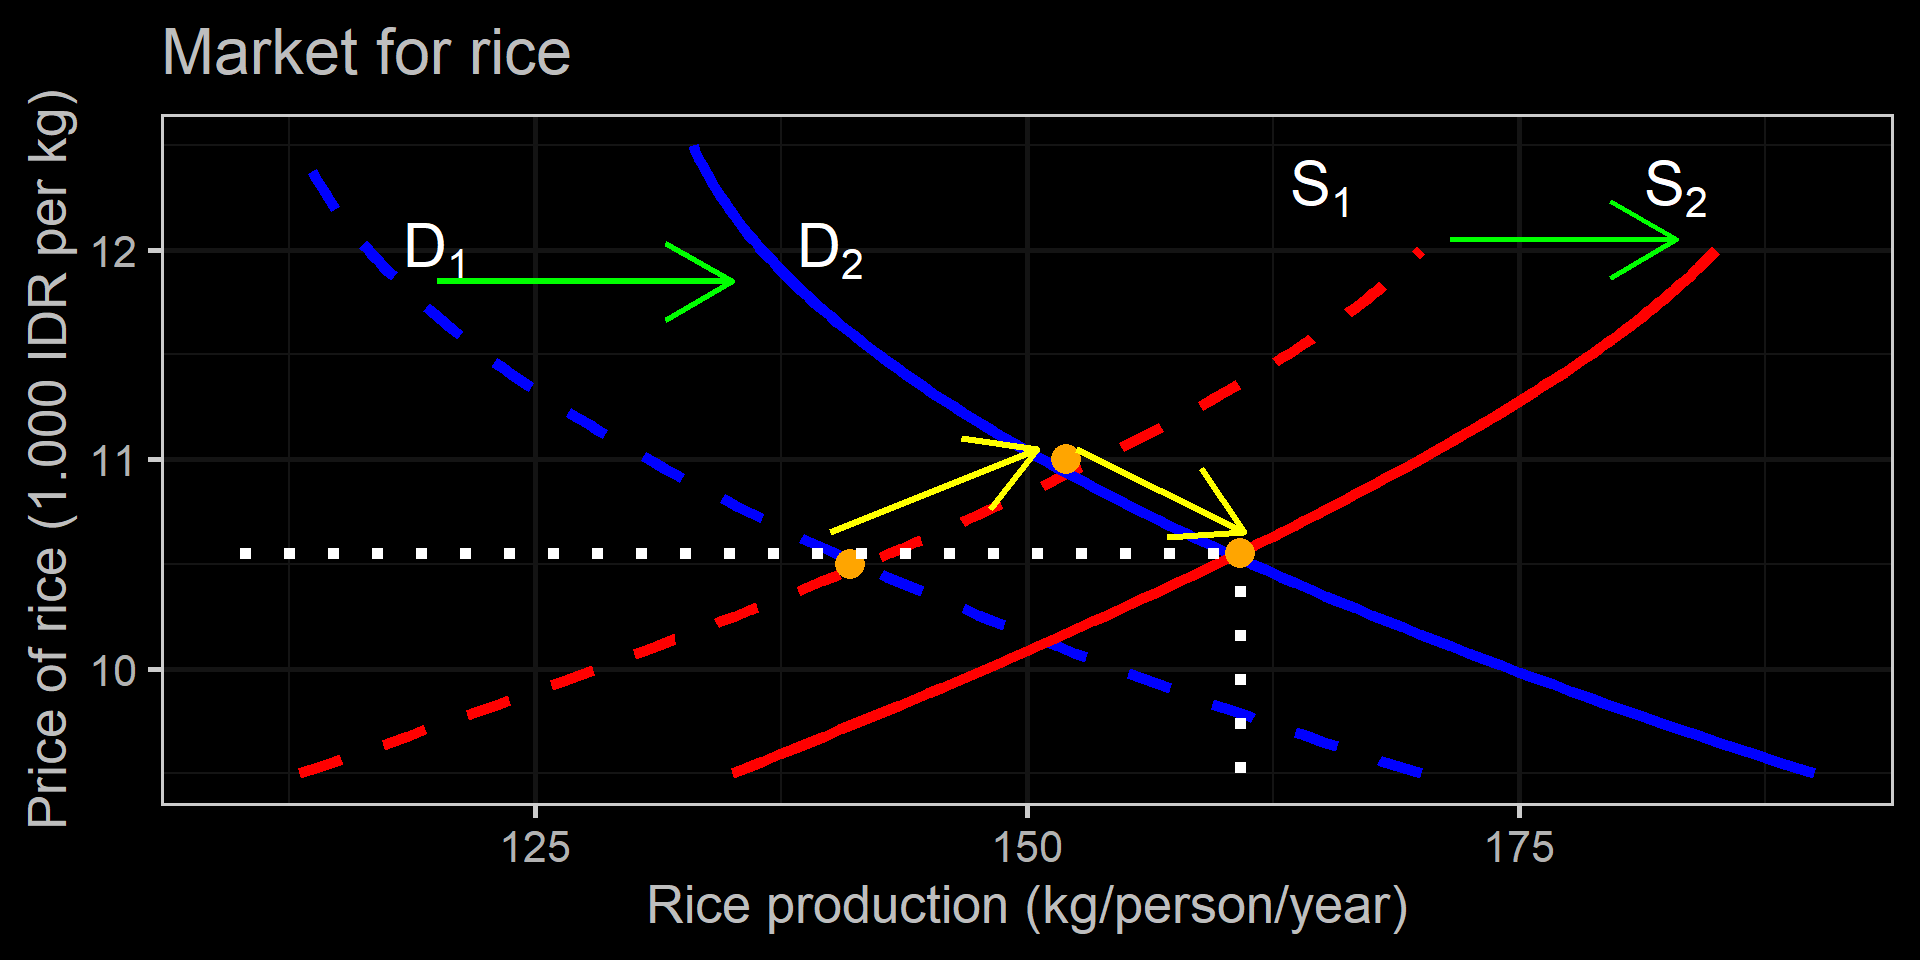 Market for rice
Price of rice (1.000 IDR per kg)
12
11
10
D₁
D₂
S₁
S₂
125
150
175
Rice production (kg/person/year)